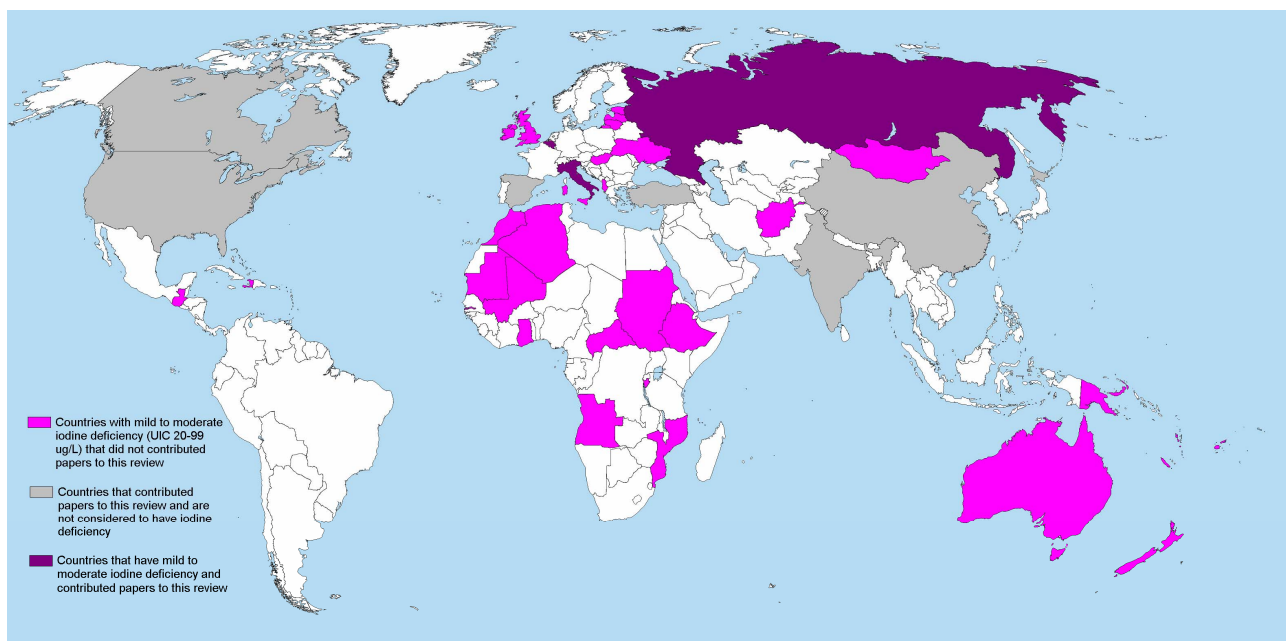 Countries with mild to moderate
iodine deficiency (UIC 20-99
ug/L) that did not contributed
papers to this review
Countries that contributed
papers to this review and are
not considered to have iodine
deficiency
Countries that have mild to
moderate iodine deficiency and
contributed papers to this review